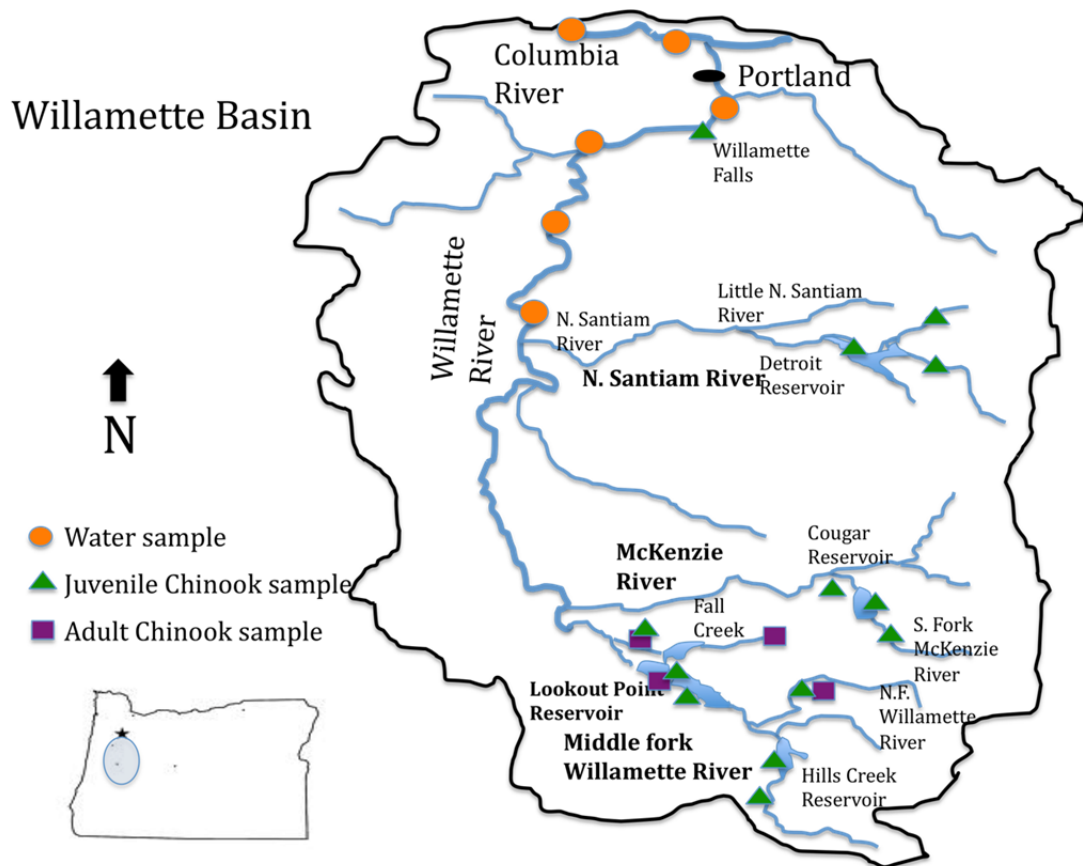 Columbia
River
Portland
Willamette Basin
Willamette
Falls
Willamette
River
Little N. Santiam
River
N. Santiam
River
N. Santiam River
Detroit
Reservoir
N
Water sample
Juvenile Chinook sample
Adult Chinook sample
Cougar
Reservoir
McKenzie
River
Fall
Creek
S. Fork
McKenzie
River
Lookout Point
Reservoir
N.F.
Willamette
River
Middle fork
Willamette River
Hills Creek
Reservoir